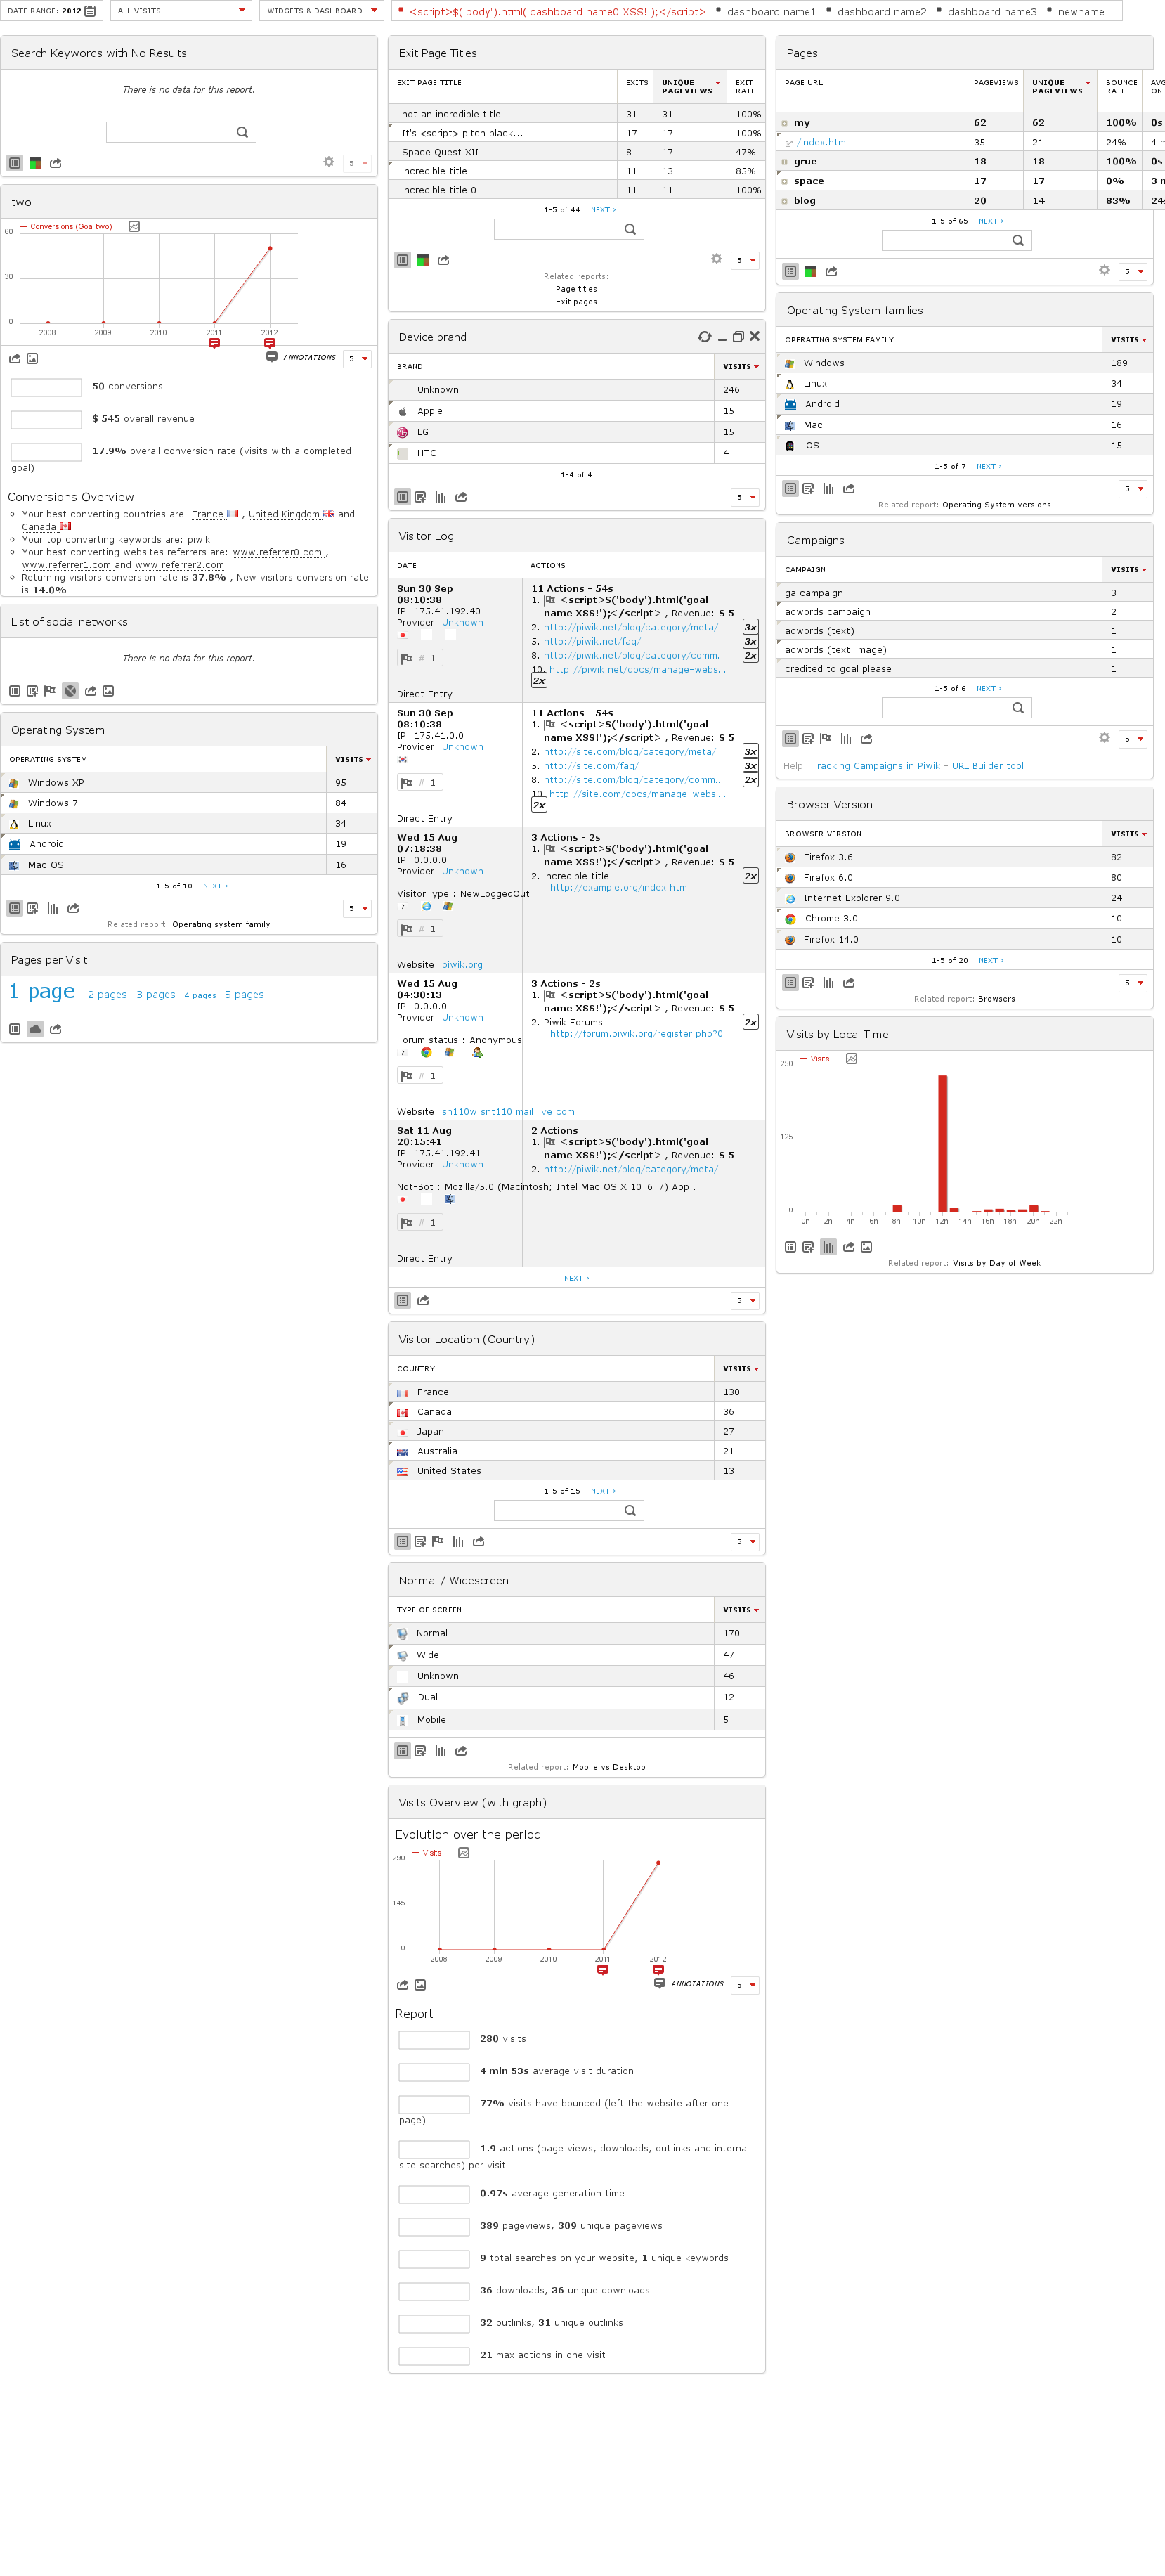 DATE RANGE: 2012
ALL VISITS
WIDGETS & DASHBOARD
<script>$('body').html('dashboard name0 XSS!');</script>
dashboard name1
dashboard name2
dashboard name3
newname
Search Keywords with No Results
There is no data for this report.
5
two
Conversions (Goal two)
60
30
0
2008 2009 2010 2011 2012
ANNOTATIONS 5
50 conversions
$ 545 overall revenue
17.9% overall conversion rate (visits with a completed
goal)
Conversions Overview
Your best converting countries are: France , United Kingdom and
Canada
Your top converting keywords are: piwik
Your best converting websites referrers are: www.referrer0.com ,
www.referrer1.com and www.referrer2.com
Returning visitors conversion rate is 37.8% , New visitors conversion rate
is 14.0%
List of social networks
There is no data for this report.
Operating System
OPERATING SYSTEM VISITS
Windows XP 95
Windows 7 84
Linux 34
Android 19
Mac OS 16
1-5 of 10 NEXT ›
5
Related report: Operating system family
Pages per Visit
1 page 2 pages 3 pages 4 pages 5 pages
Exit Page Titles
EXIT PAGE TITLE EXITS UNIQUE PAGEVIEWS EXIT RATE
not an incredible title 31 31 100%
It's <script> pitch black... 17 17 100%
Space Quest XII 8 17 47%
incredible title! 11 13 85%
incredible title 0 11 11 100%
1-5 of 44 NEXT ›
5
Related reports:
Page titles
Exit pages
Device brand
BRAND VISITS
Unknown 246
Apple 15
LG 15
HTC 4
1-4 of 4
5
Visitor Log
DATE ACTIONS
Sun 30 Sep
08:10:38
IP: 175.41.192.40
Provider: Unknown
# 1
Direct Entry
11 Actions - 54s
1. <script>$('body').html('goal
name XSS!');</script> , Revenue: $ 5
2. http://piwik.net/blog/category/meta/ 3x
5. http://piwik.net/faq/ 3x
8. http://piwik.net/blog/category/comm. 2x
10. http://piwik.net/docs/manage-webs...
2x
Sun 30 Sep
08:10:38
IP: 175.41.0.0
Provider: Unknown
# 1
Direct Entry
11 Actions - 54s
1. <script>$('body').html('goal
name XSS!');</script> , Revenue: $ 5
2. http://site.com/blog/category/meta/ 3x
5. http://site.com/faq/ 3x
8. http://site.com/blog/category/comm.. 2x
10. http://site.com/docs/manage-websi...
2x
Wed 15 Aug
07:18:38
IP: 0.0.0.0
Provider: Unknown
VisitorType : NewLoggedOut
# 1
Website: piwik.org
3 Actions - 2s
1. <script>$('body').html('goal
name XSS!');</script> , Revenue: $ 5
2. incredible title! 2x
http://example.org/index.htm
Wed 15 Aug
04:30:13
IP: 0.0.0.0
Provider: Unknown
Forum status : Anonymous
-
# 1
Website: sn110w.snt110.mail.live.com
3 Actions - 2s
1. <script>$('body').html('goal
name XSS!');</script> , Revenue: $ 5
2. Piwik Forums 2x
http://forum.piwik.org/register.php?0.
Sat 11 Aug
20:15:41
IP: 175.41.192.41
Provider: Unknown
Not-Bot : Mozilla/5.0 (Macintosh; Intel Mac OS X 10_6_7) App...
# 1
Direct Entry
2 Actions
1. <script>$('body').html('goal
name XSS!');</script> , Revenue: $ 5
2. http://piwik.net/blog/category/meta/
NEXT ›
5
Visitor Location (Country)
COUNTRY VISITS
France 130
Canada 36
Japan 27
Australia 21
United States 13
1-5 of 15 NEXT ›
5
Normal / Widescreen
TYPE OF SCREEN VISITS
Normal 170
Wide 47
Unknown 46
Dual 12
Mobile 5
Related report: Mobile vs Desktop
Visits Overview (with graph)
Evolution over the period
Visits
290
145
0
2008 2009 2010 2011 2012
ANNOTATIONS 5
Report
280 visits
4 min 53s average visit duration
77% visits have bounced (left the website after one
page)
1.9 actions (page views, downloads, outlinks and internal
site searches) per visit
0.97s average generation time
389 pageviews, 309 unique pageviews
9 total searches on your website, 1 unique keywords
36 downloads, 36 unique downloads
32 outlinks, 31 unique outlinks
21 max actions in one visit
Pages
PAGE URL PAGEVIEWS UNIQUE PAGEVIEWS BOUNCE RATE AVG ON
my 62 62 100% 0s
/index.htm 35 21 24% 4 m
grue 18 18 100% 0s
space 17 17 0% 3 m
blog 20 14 83% 24s
1-5 of 65 NEXT ›
5
Operating System families
OPERATING SYSTEM FAMILY VISITS
Windows 189
Linux 34
Android 19
Mac 16
iOS 15
1-5 of 7 NEXT ›
5
Related report: Operating System versions
Campaigns
CAMPAIGN VISITS
ga campaign 3
adwords campaign 2
adwords (text) 1
adwords (text_image) 1
credited to goal please 1
1-5 of 6 NEXT ›
5
Help: Tracking Campaigns in Piwik - URL Builder tool
Browser Version
BROWSER VERSION VISITS
Firefox 3.6 82
Firefox 6.0 80
Internet Explorer 9.0 24
Chrome 3.0 10
Firefox 14.0 10
1-5 of 20 NEXT ›
5
Related report: Browsers
Visits by Local Time
Visits
250
125
0
0h 2h 4h 6h 8h 10h 12h 14h 16h 18h 20h 22h
Related report: Visits by Day of Week